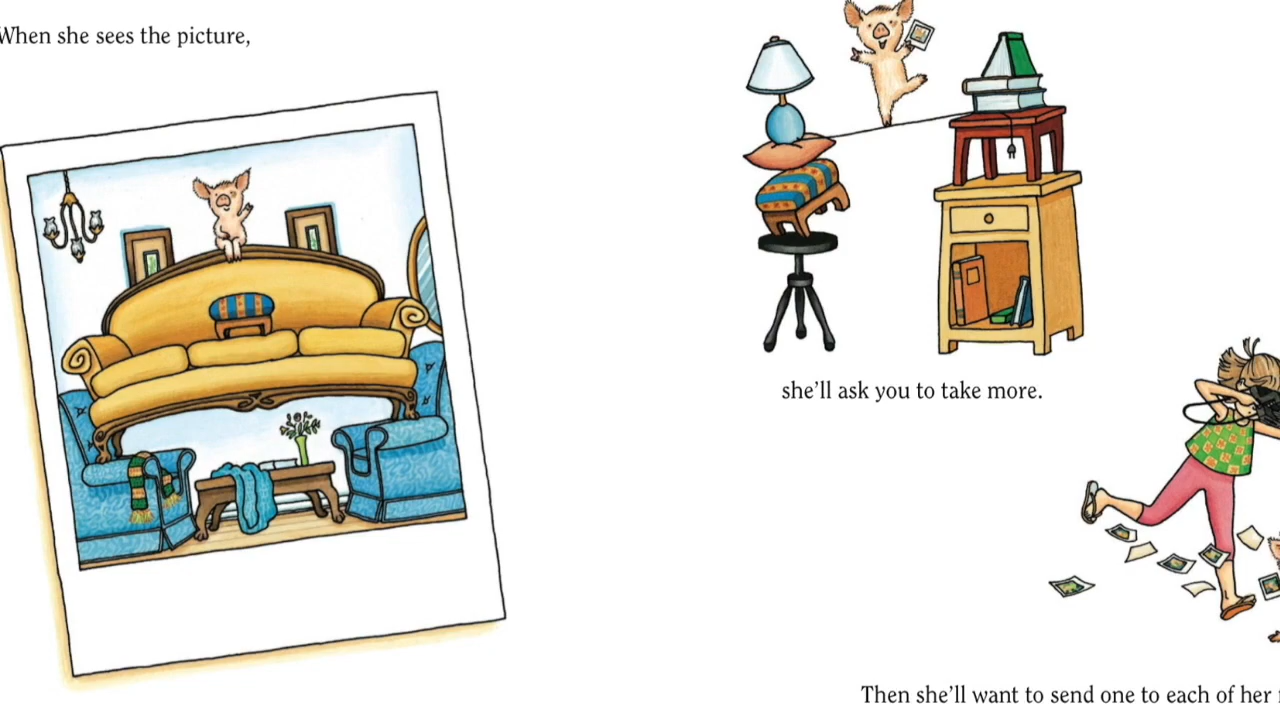 When she sees the picture,
she’ll ask you to take more.
Then she’ll want to send one to each of her